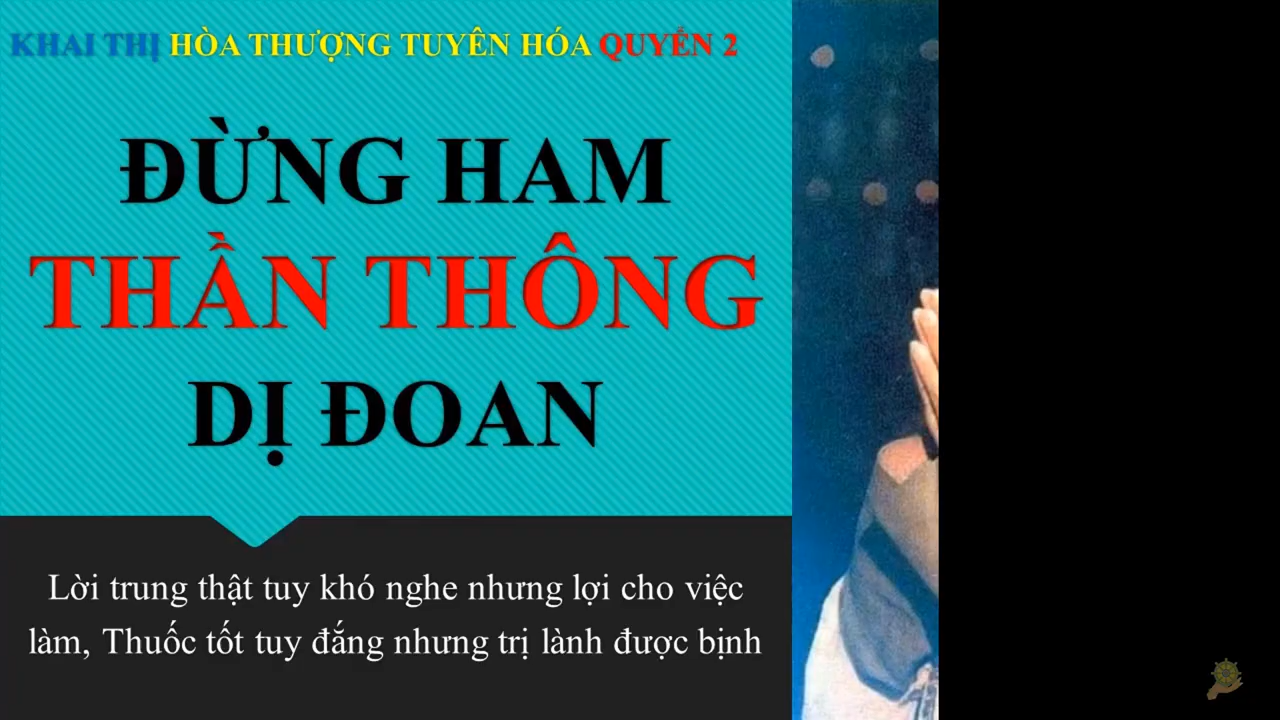 KHAI THỊ HÒA THƯỢNG TUYÊN HÓA QUYỂN 2
ĐỪNG HAM
THẦN THÔNG
DỊ ĐOAN
Lời trung thật tuy khó nghe nhưng lợi cho việc
làm, Thuốc tốt tuy đắng nhưng trị lành được bịnh